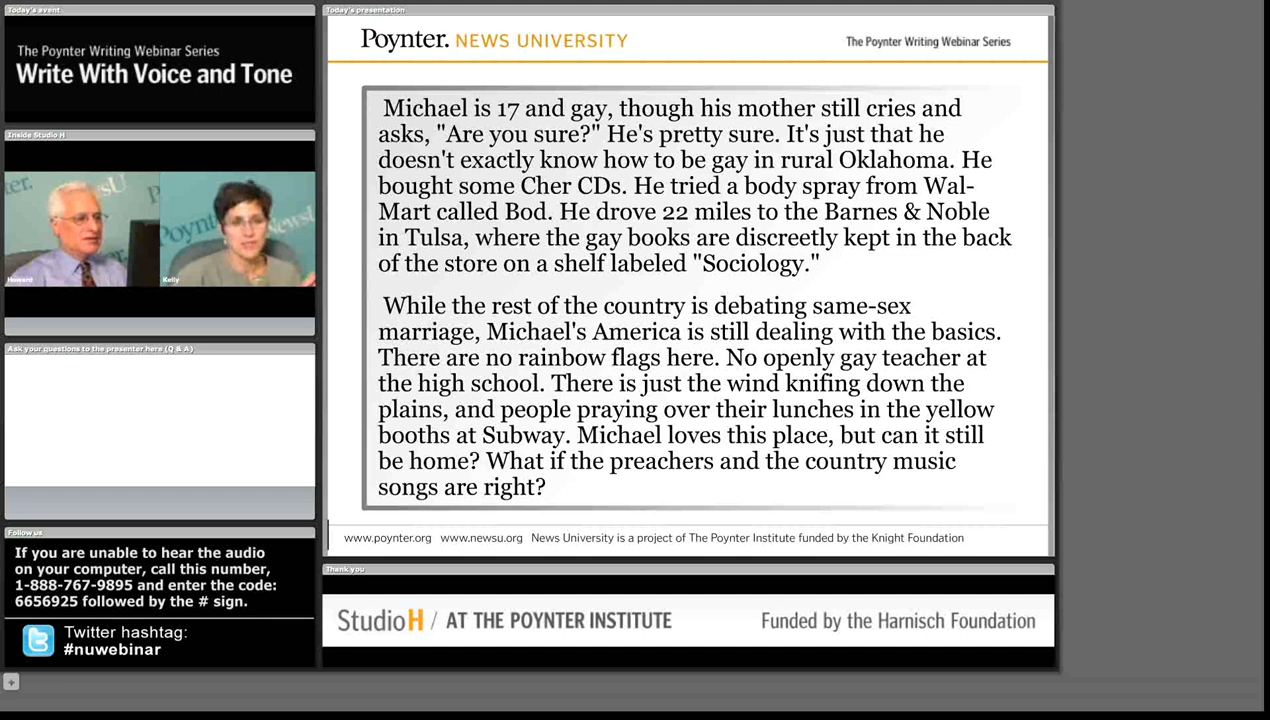 Today's event
The Poynter Writing Webinar Series
Write With Voice and Tone
Inside Studio H
Howard
Kelly
Ask your questions to the presenter here (Q & A)
Follow us
If you are unable to hear the audio
on your computer, call this number,
1-888-767-9895 and enter the code:
6656925 followed by the # sign.
Twitter hashtag:
#nuwebinar
Today's presentation
Poynter. NEWS UNIVERSITY
The Poynter Writing Webinar Series
Michael is 17 and gay, though his mother still cries and
asks, "Are you sure?" He's pretty sure. It's just that he
doesn't exactly know how to be gay in rural Oklahoma. He
bought some Cher CDs. He tried a body spray from Wal-
Mart called Bod. He drove 22 miles to the Barnes & Noble
in Tulsa, where the gay books are discreetly kept in the back
of the store on a shelf labeled "Sociology."
While the rest of the country is debating same-sex
marriage, Michael's America is still dealing with the basics.
There are no rainbow flags here. No openly gay teacher at
the high school. There is just the wind knifing down the
plains, and people praying over their lunches in the yellow
booths at Subway. Michael loves this place, but can it still
be home? What if the preachers and the country music
songs are right?
www.poynter.org www.newsu.org News University is a project of The Poynter Institute funded by the Knight Foundation
Thank you
StudioH / AT THE POYNTER INSTITUTE
Funded by the Harnisch Foundation